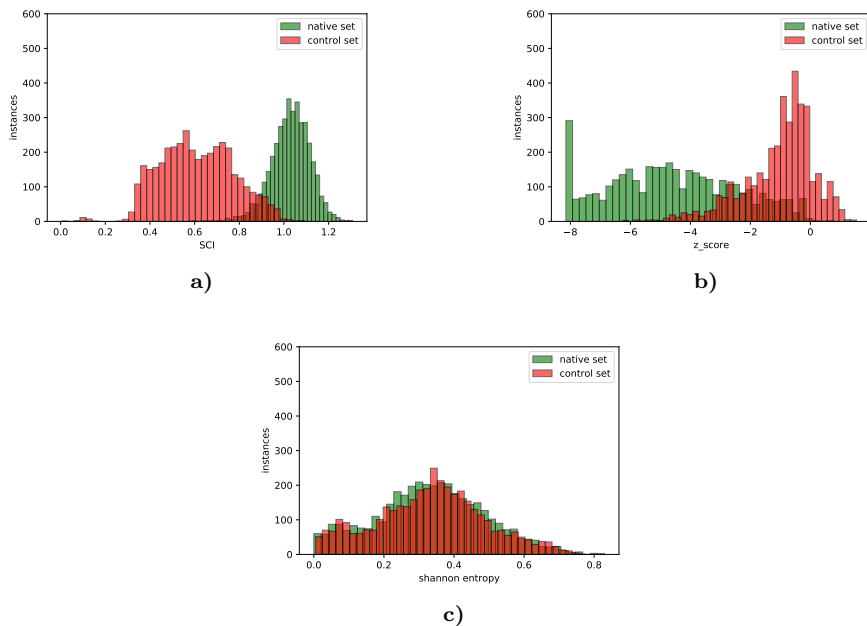 600
500
400
300
200
100
0
instances
native set
control set
0.0 0.2 0.4 0.6 0.8 1.0 1.2
SCI
a)
600
500
400
300
200
100
0
instances
native set
control set
−8 −6 −4 −2 0
z_score
b)
600
500
400
300
200
100
0
instances
native set
control set
0.0 0.2 0.4 0.6 0.8
shannon entropy
c)